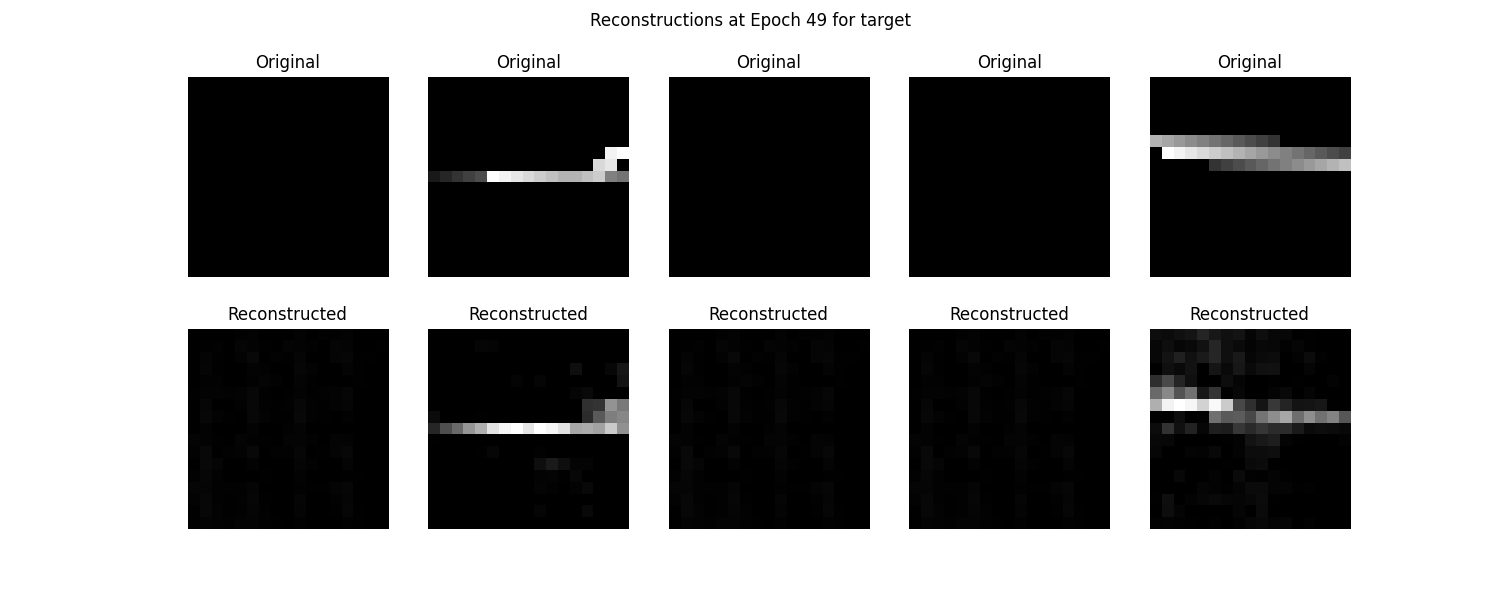 Reconstructions at Epoch 49 for target
Original Original Original Original Original
Reconstructed Reconstructed Reconstructed Reconstructed Reconstructed